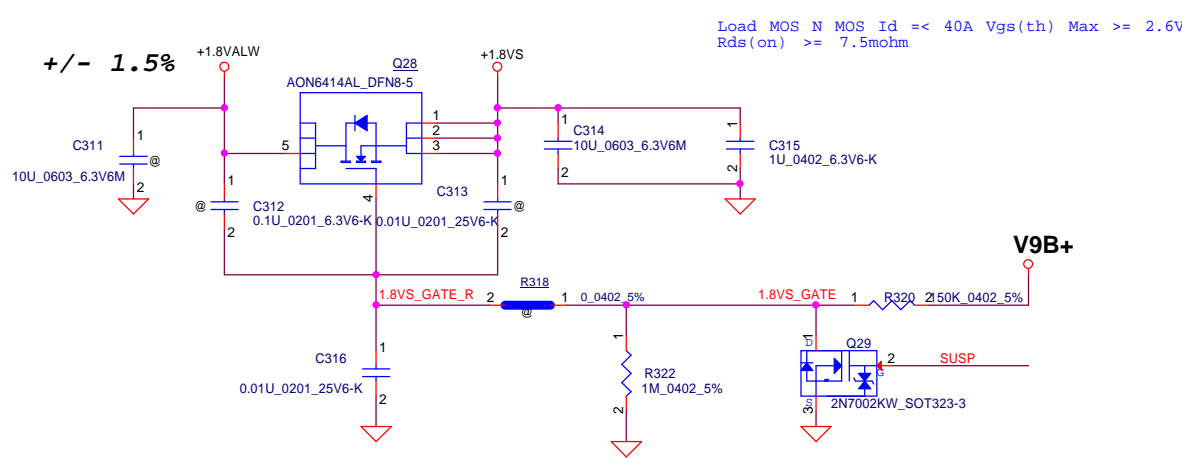 Load MOS N MOS Id =< 40A Vgs(th) Max >= 2.6V
Rds(on) >= 7.5mohm
+/- 1.5%
+1.8VALW
+1.8VS
Q28
AON6414AL_DFN8-5
5
1
2
3
4
C311
1
@
10U_0603_6.3V6M
2
1
@
C312
0.1U_0201_6.3V6-K
2
C313
1
@
0.01U_0201_25V6-K
2
1
C314
10U_0603_6.3V6M
2
1
C315
1U_0402_6.3V6-K
2
V9B+
1.8VS_GATE_R
2
R318
1
@
0_0402_5%
1.8VS_GATE
1
R320
2
150K_0402_5%
C316
1
0.01U_0201_25V6-K
2
1
R322
1M_0402_5%
2
1
D
Q29
2
SUSP
G
S
3
2N7002KW_SOT323-3